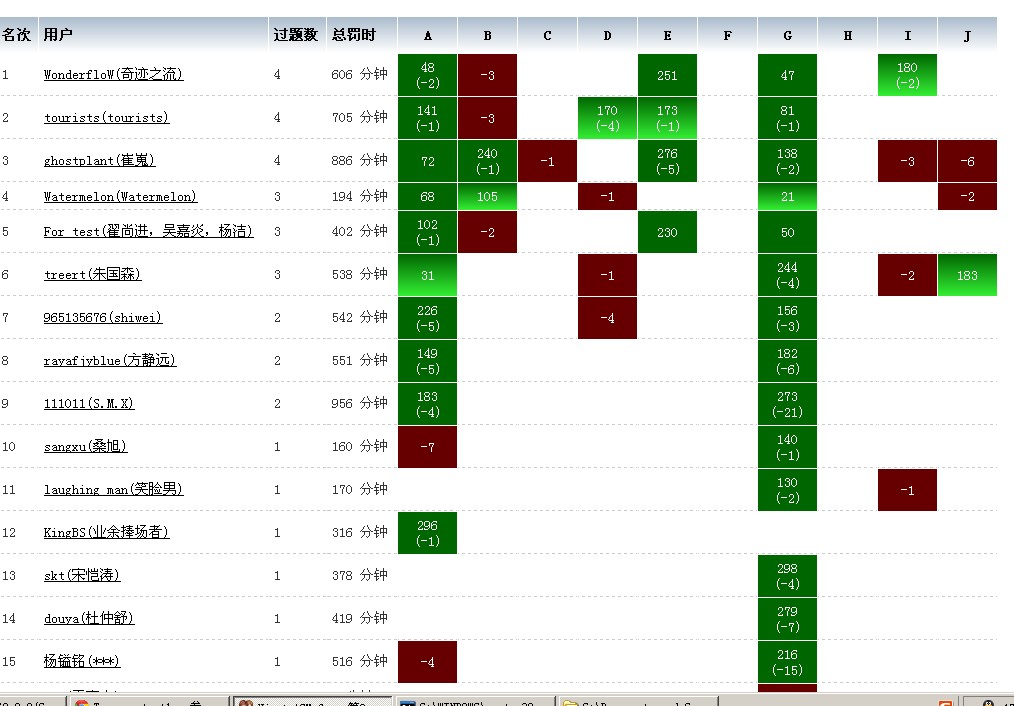 名次 用户 过题数 总罚时 A B C D E F G H I J
1 WonderfloW(奇迹之流) 4 606 分钟 48 (-2) -3 251 47 180 (-2)
2 tourists(tourists) 4 705 分钟 141 (-1) -3 170 (-4) 173 (-1) 81 (-1)
3 ghostplant(崔嵬) 4 886 分钟 72 240 (-1) -1 276 (-5) 138 (-2) -3 -6
4 Watermelon(Watermelon) 3 194 分钟 68 105 -1 21 -2
5 For_test(翟尚进，吴嘉炎，杨洁) 3 402 分钟 102 (-1) -2 230 50
6 treert(朱国森) 3 538 分钟 31 -1 244 (-4) -2 183
7 965135676(shiwei) 2 542 分钟 226 (-5) -4 156 (-3)
8 rayafjyblue(方静远) 2 551 分钟 149 (-5) 182 (-6)
9 111011(S.M.X) 2 956 分钟 183 (-4) 273 (-21)
10 sangxu(桑旭) 1 160 分钟 -7 140 (-1)
11 laughing_man(笑脸男) 1 170 分钟 130 (-2) -1
12 KingBS(业余捧场者) 1 316 分钟 296 (-1)
13 skt(宋恺涛) 1 378 分钟 298 (-4)
14 douya(杜仲舒) 1 419 分钟 279 (-7)
15 杨镒铭(***) 1 516 分钟 -4 216 (-15)